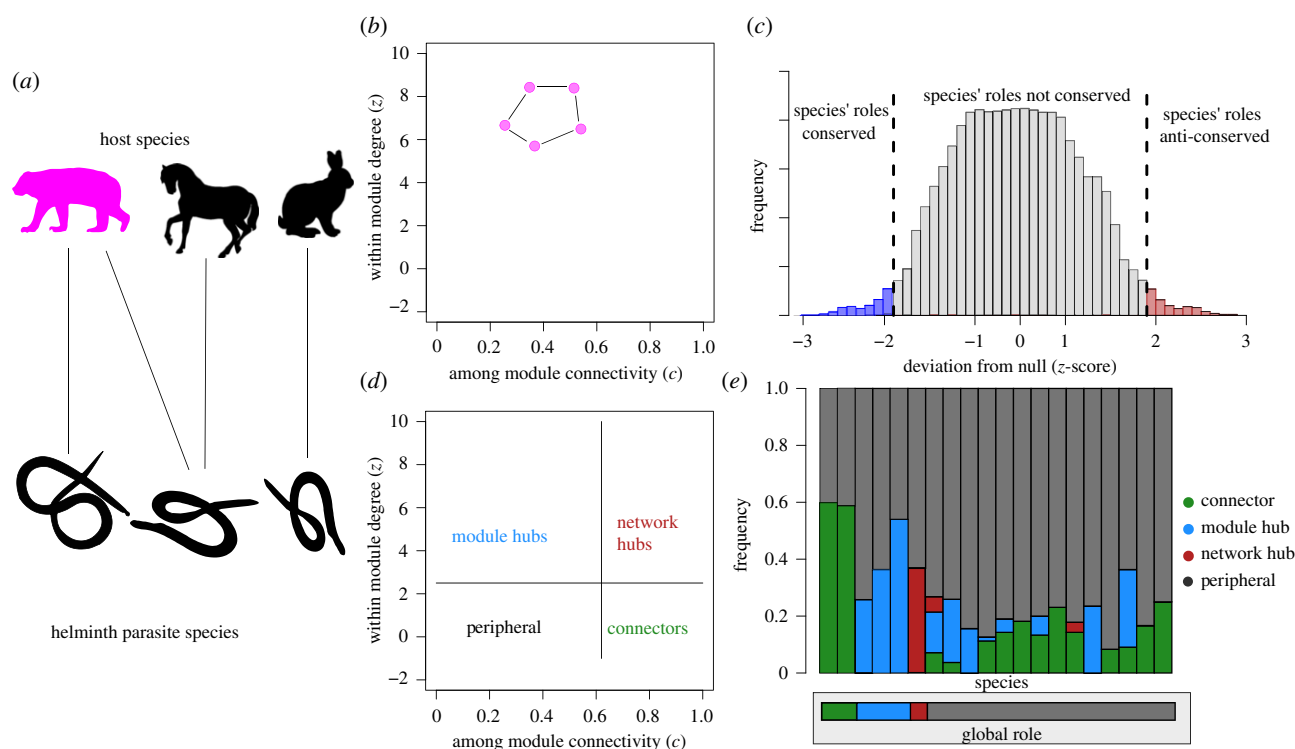 (a)
host species
helminth parasite species
(b)
within module degree (z)
10
8
6
4
2
0
−2
0
0.2
0.4
0.6
0.8
1.0
among module connectivity (c)
(c)
species' roles
conserved
species' roles not conserved
species' roles
anti-conserved
frequency
−3
−2
−1
0
1
2
3
deviation from null (z-score)
(d)
within module degree (z)
10
8
6
4
2
0
−2
module hubs
network
hubs
peripheral
connectors
0
0.2
0.4
0.6
0.8
1.0
among module connectivity (c)
(e)
frequency
1.0
0.8
0.6
0.4
0.2
0
species
connector
module hub
network hub
peripheral
global role